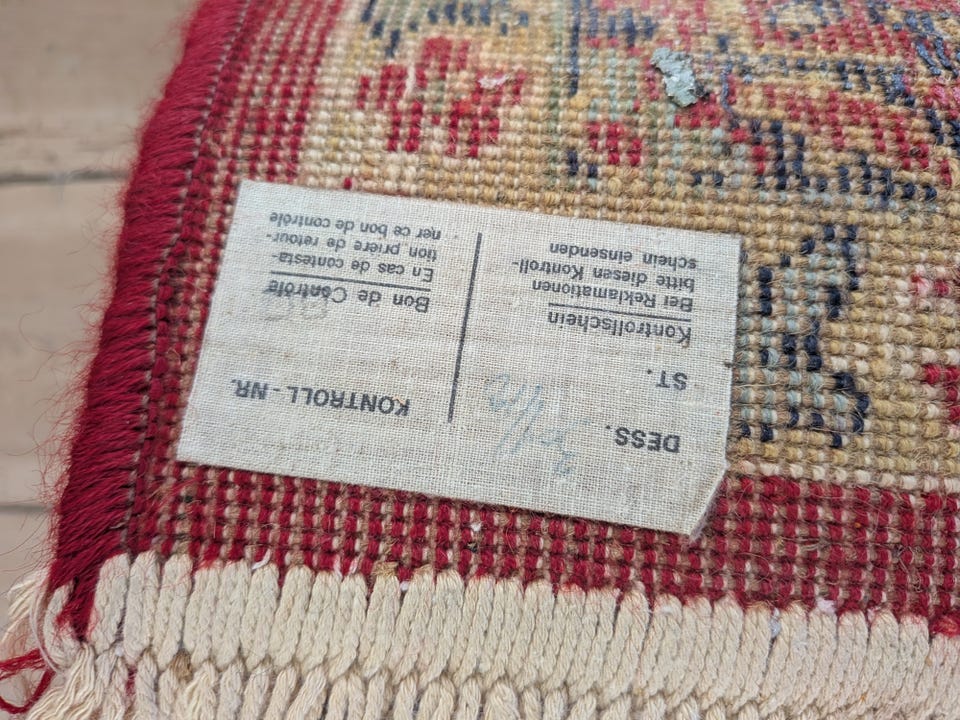 DESS.
ST.
Kontrollschein
Bei Reklamationen
bitte diesen Kontroll-
schein einsenden
KONTROLL-NR.
Bon de Contrôle
En cas de contesta-
tion prière de retour-
ner ce bon de contrôle